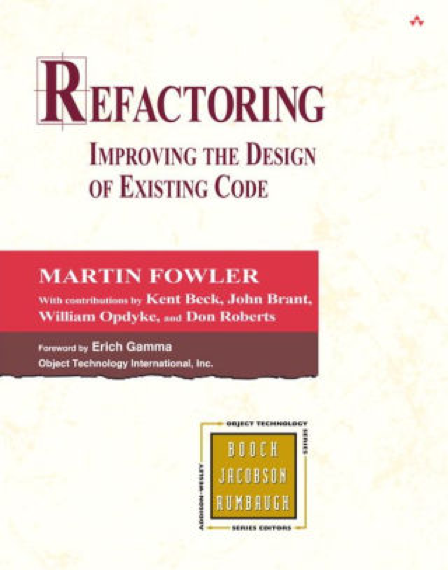 REFACTORING
IMPROVING THE DESIGN
OF EXISTING CODE
MARTIN FOWLER
With contributions by Kent Beck, John Brant,
William Opdyke, and Don Roberts
Foreword by Erich Gamma
Object Technology International, Inc.
OBJECT TECHNOLOGY
SERIES
BOOCH
JACOBSON
RUMBAUGH
ADDISON-WESLEY
SERIES EDITORS